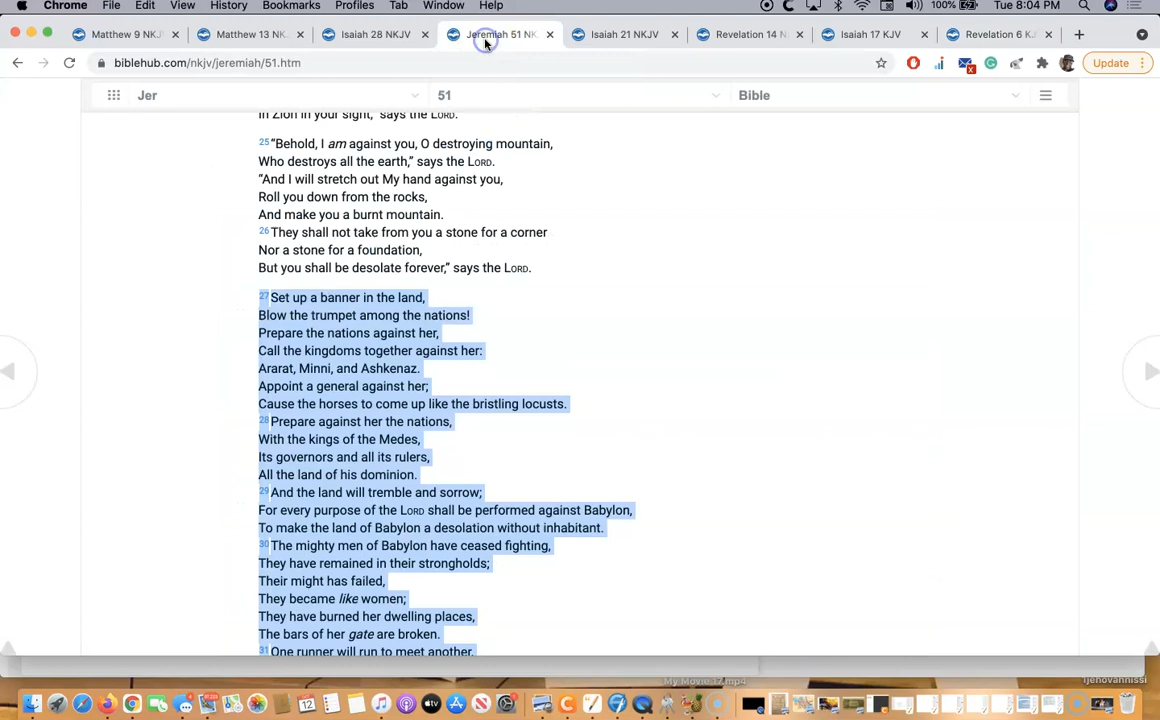 Chrome File Edit View History Bookmarks Profiles Tab Window Help 100% Tue 8:04 PM
Matthew 9 NKJV Matthew 13 NK Isaiah 28 NKJV Jeremiah 51 NK Isaiah 21 NKJV Revelation 14 N Isaiah 17 KJV Revelation 6 KJ
biblehub.com/nkjv/jeremiah/51.htm Update
Jer 51 Bible
in Zion in your sight," says the LORD.
25 "Behold, I am against you, O destroying mountain,
Who destroys all the earth," says the LORD.
"And I will stretch out My hand against you,
Roll you down from the rocks,
And make you a burnt mountain.
26 They shall not take from you a stone for a corner
Nor a stone for a foundation,
But you shall be desolate forever," says the LORD.
27 Set up a banner in the land,
Blow the trumpet among the nations!
Prepare the nations against her,
Call the kingdoms together against her:
Ararat, Minni, and Ashkenaz.
Appoint a general against her;
Cause the horses to come up like the bristling locusts.
28 Prepare against her the nations,
With the kings of the Medes,
Its governors and all its rulers,
All the land of his dominion.
29 And the land will tremble and sorrow;
For every purpose of the LORD shall be performed against Babylon,
To make the land of Babylon a desolation without inhabitant.
30 The mighty men of Babylon have ceased fighting,
They have remained in their strongholds;
Their might has failed,
They became like women;
They have burned her dwelling places,
The bars of her gate are broken.
31 One runner will run to meet another,
My Movie 17.mp4
12